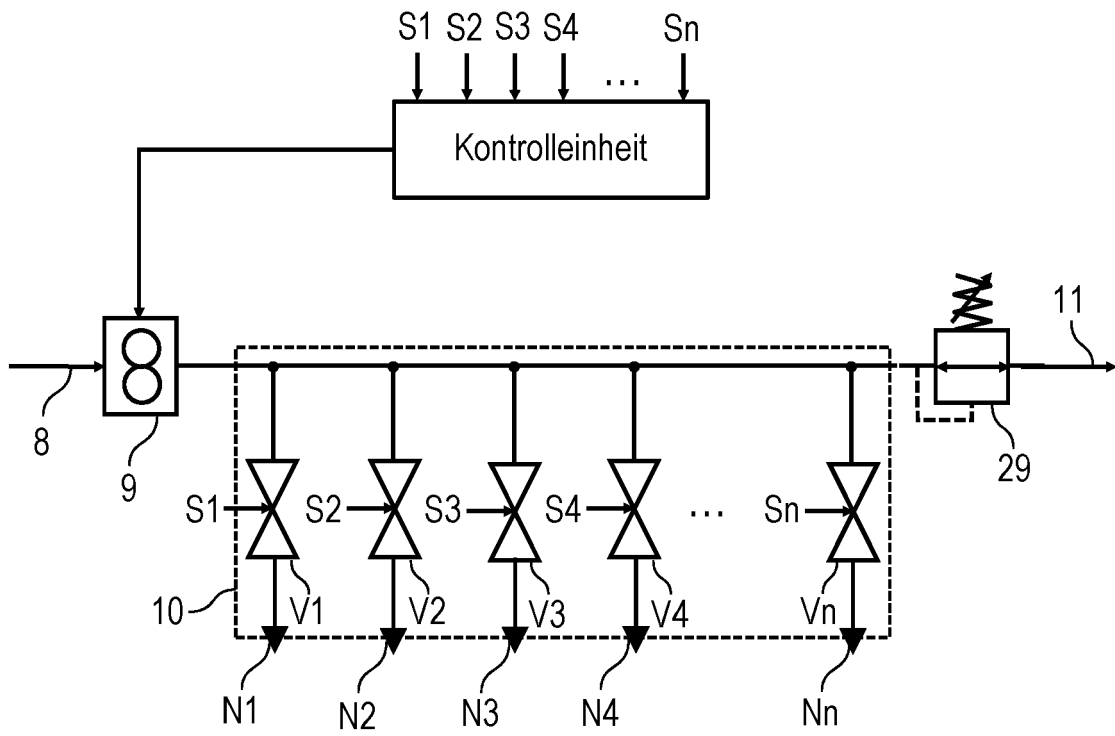 S1 S2 S3 S4 ... Sn
Kontrolleinheit
11
8
9
29
S1 S2 S3 S4 ... Sn
10 V1 V2 V3 V4 Vn
N1 N2 N3 N4 Nn